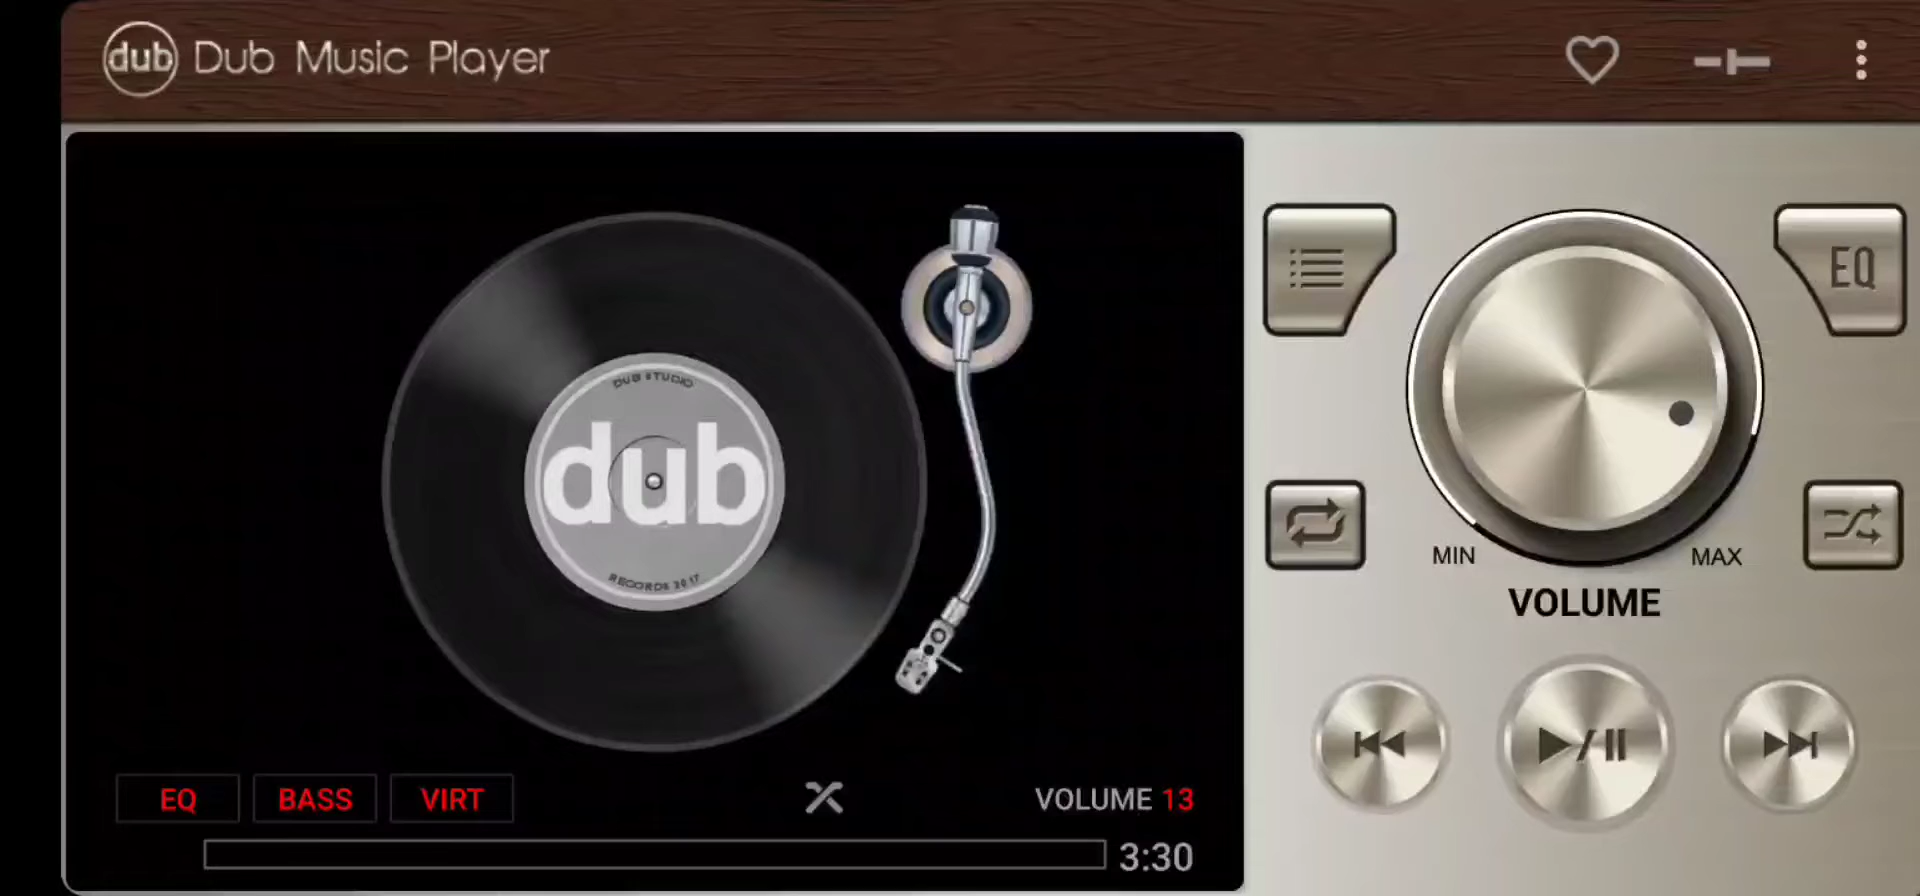 dub Dub Music Player
EQ
DUB STUDIO
dub
RECORDS 2017
MIN
MAX
VOLUME
EQ
BASS
VIRT
VOLUME 13
3:30